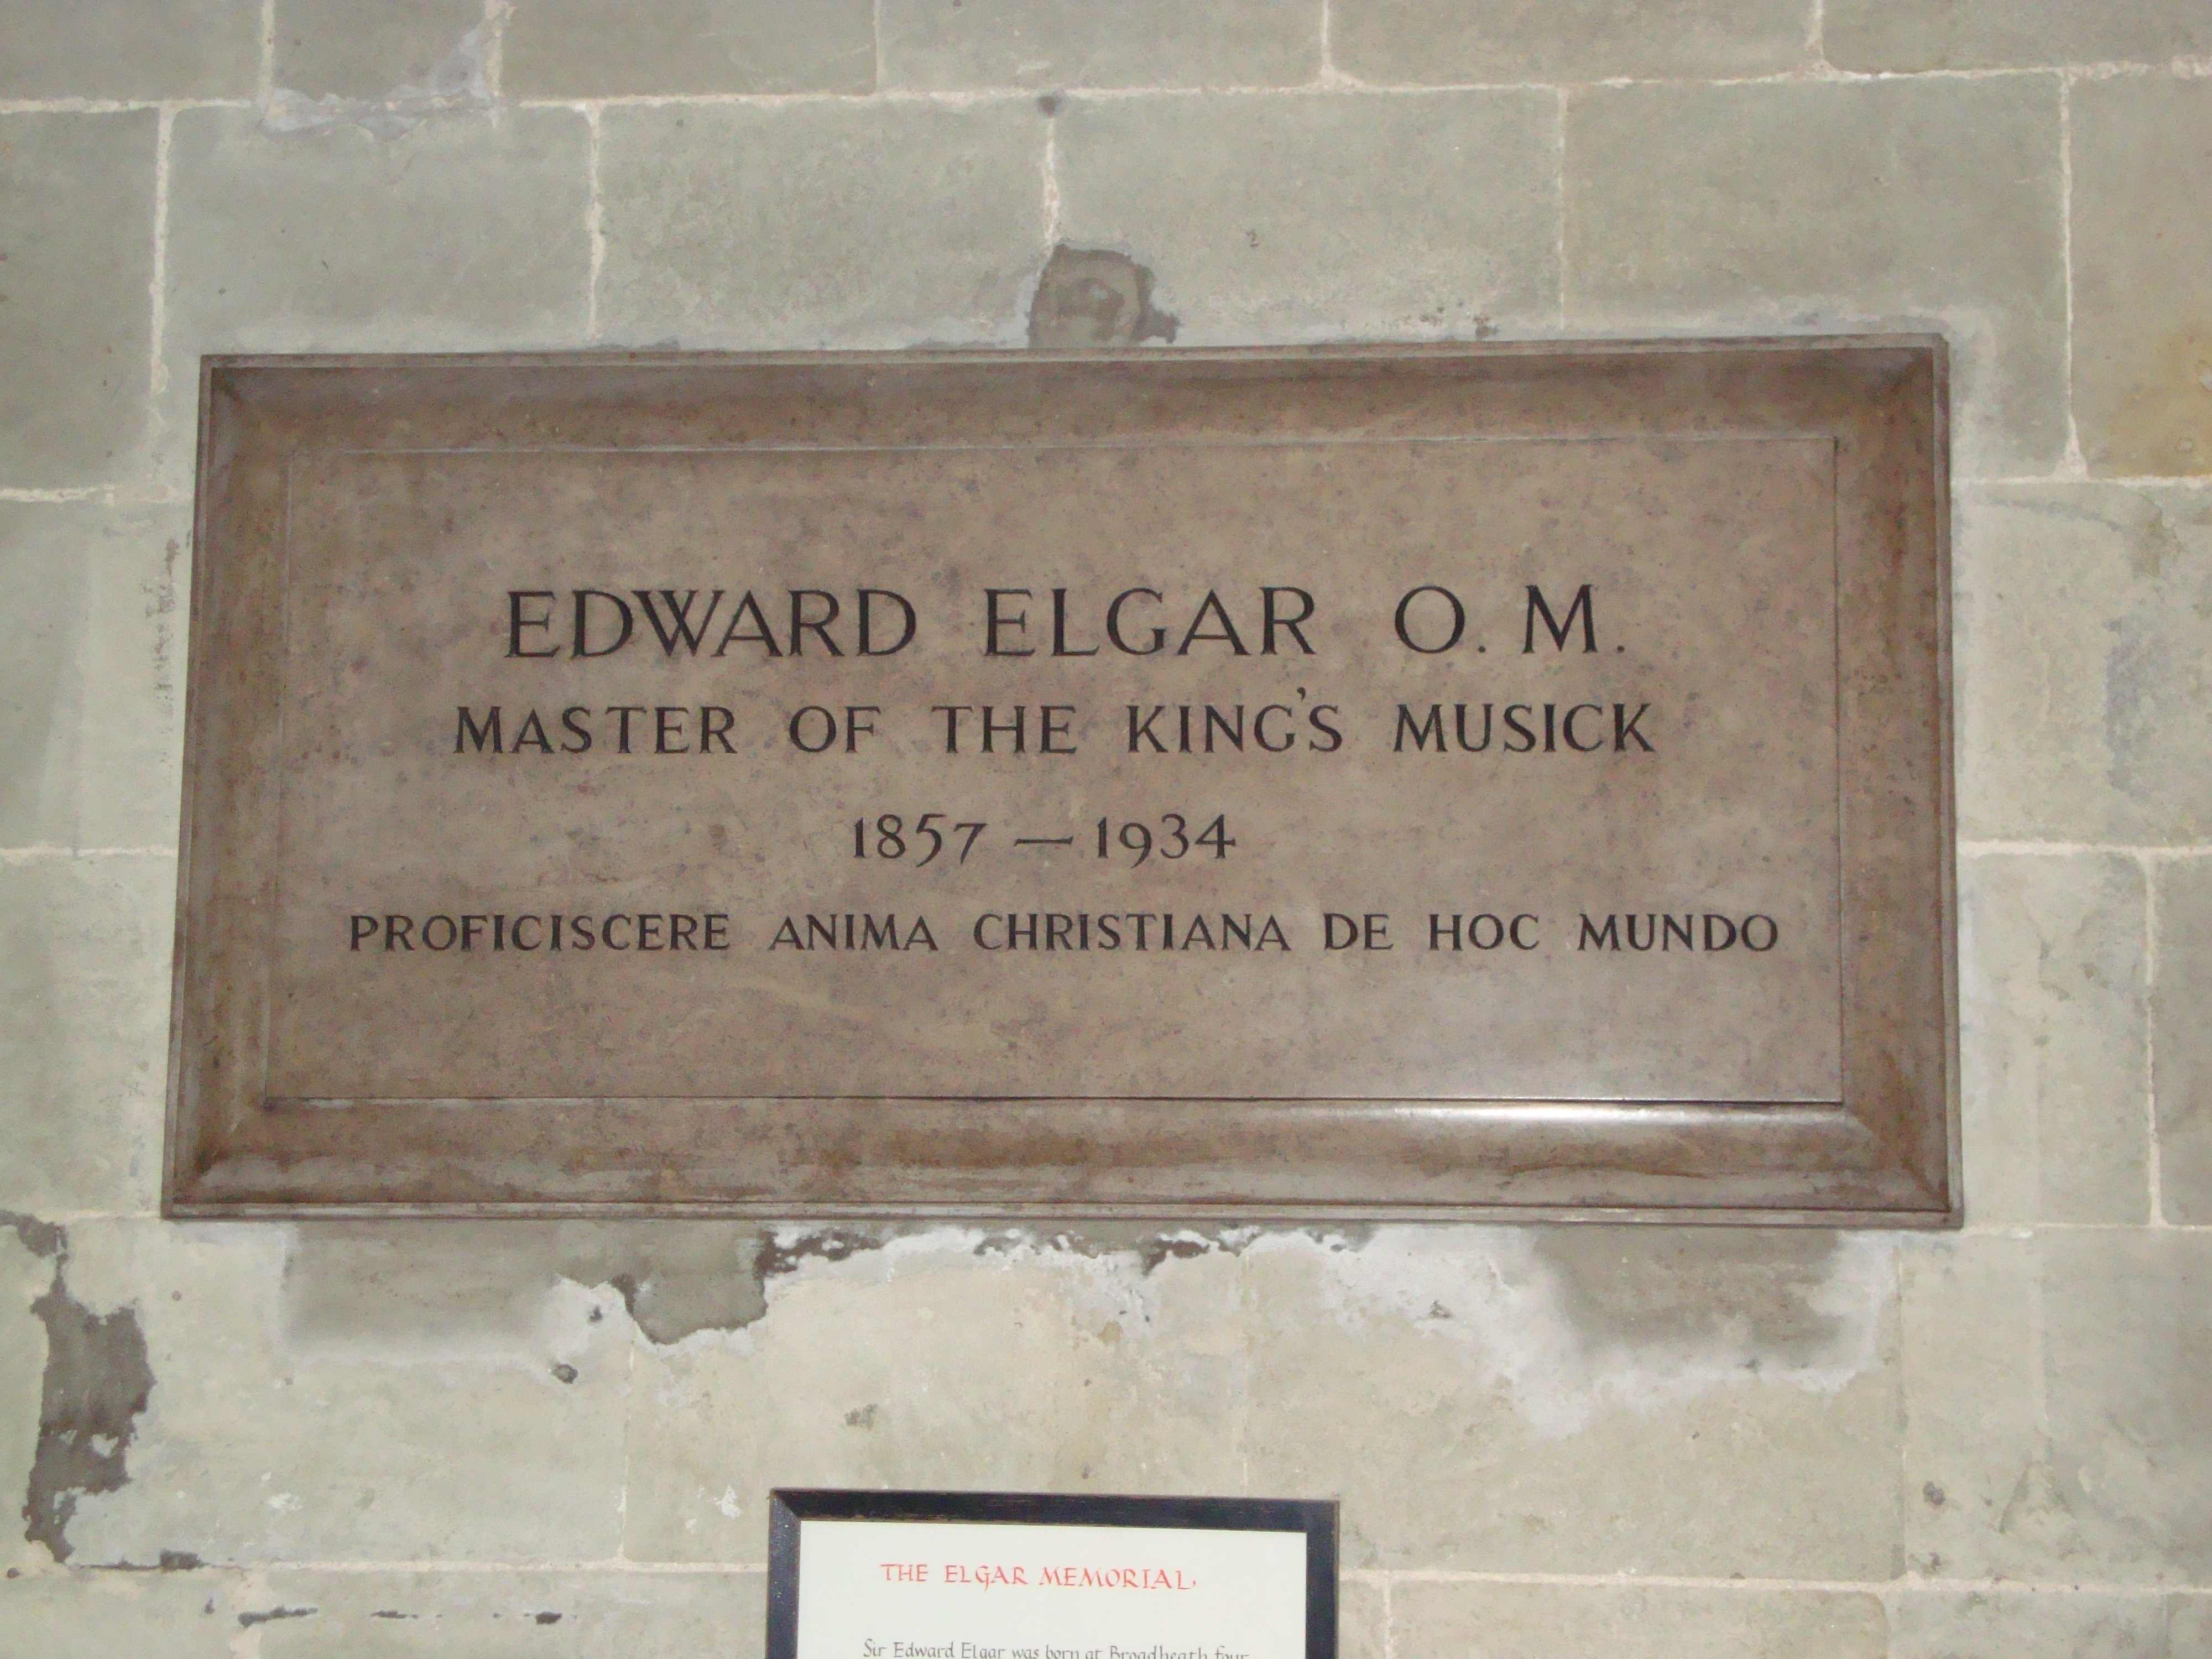 EDWARD ELGAR O. M.
MASTER OF THE KING'S MUSICK
1857 — 1934
PROFICISCERE ANIMA CHRISTIANA DE HOC MUNDO
THE ELGAR MEMORIAL
Sir Edward Elgar was born at Broadheath four